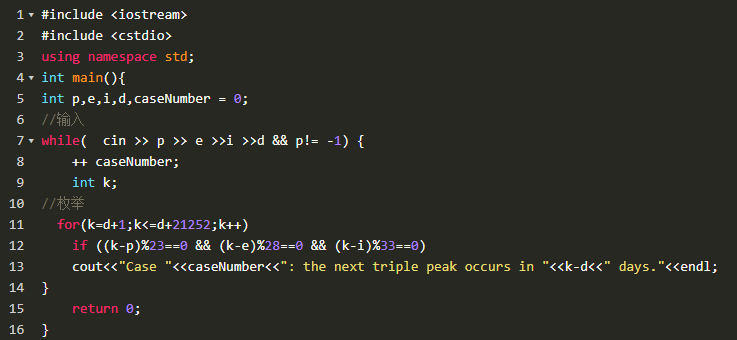 1 #include <iostream>
2 #include <cstdio>
3 using namespace std;
4 int main(){
5 int p,e,i,d,caseNumber = 0;
6 //输入
7 while(  cin >> p >> e >>i >>d && p!= -1) {
8     ++ caseNumber;
9     int k;
10 //枚举
11   for(k=d+1;k<=d+21252;k++)
12     if ((k-p)%23==0 && (k-e)%28==0 && (k-i)%33==0)
13     cout<<"Case "<<caseNumber<<": the next triple peak occurs in "<<k-d<<" days."<<endl;
14 }
15     return 0;
16 }